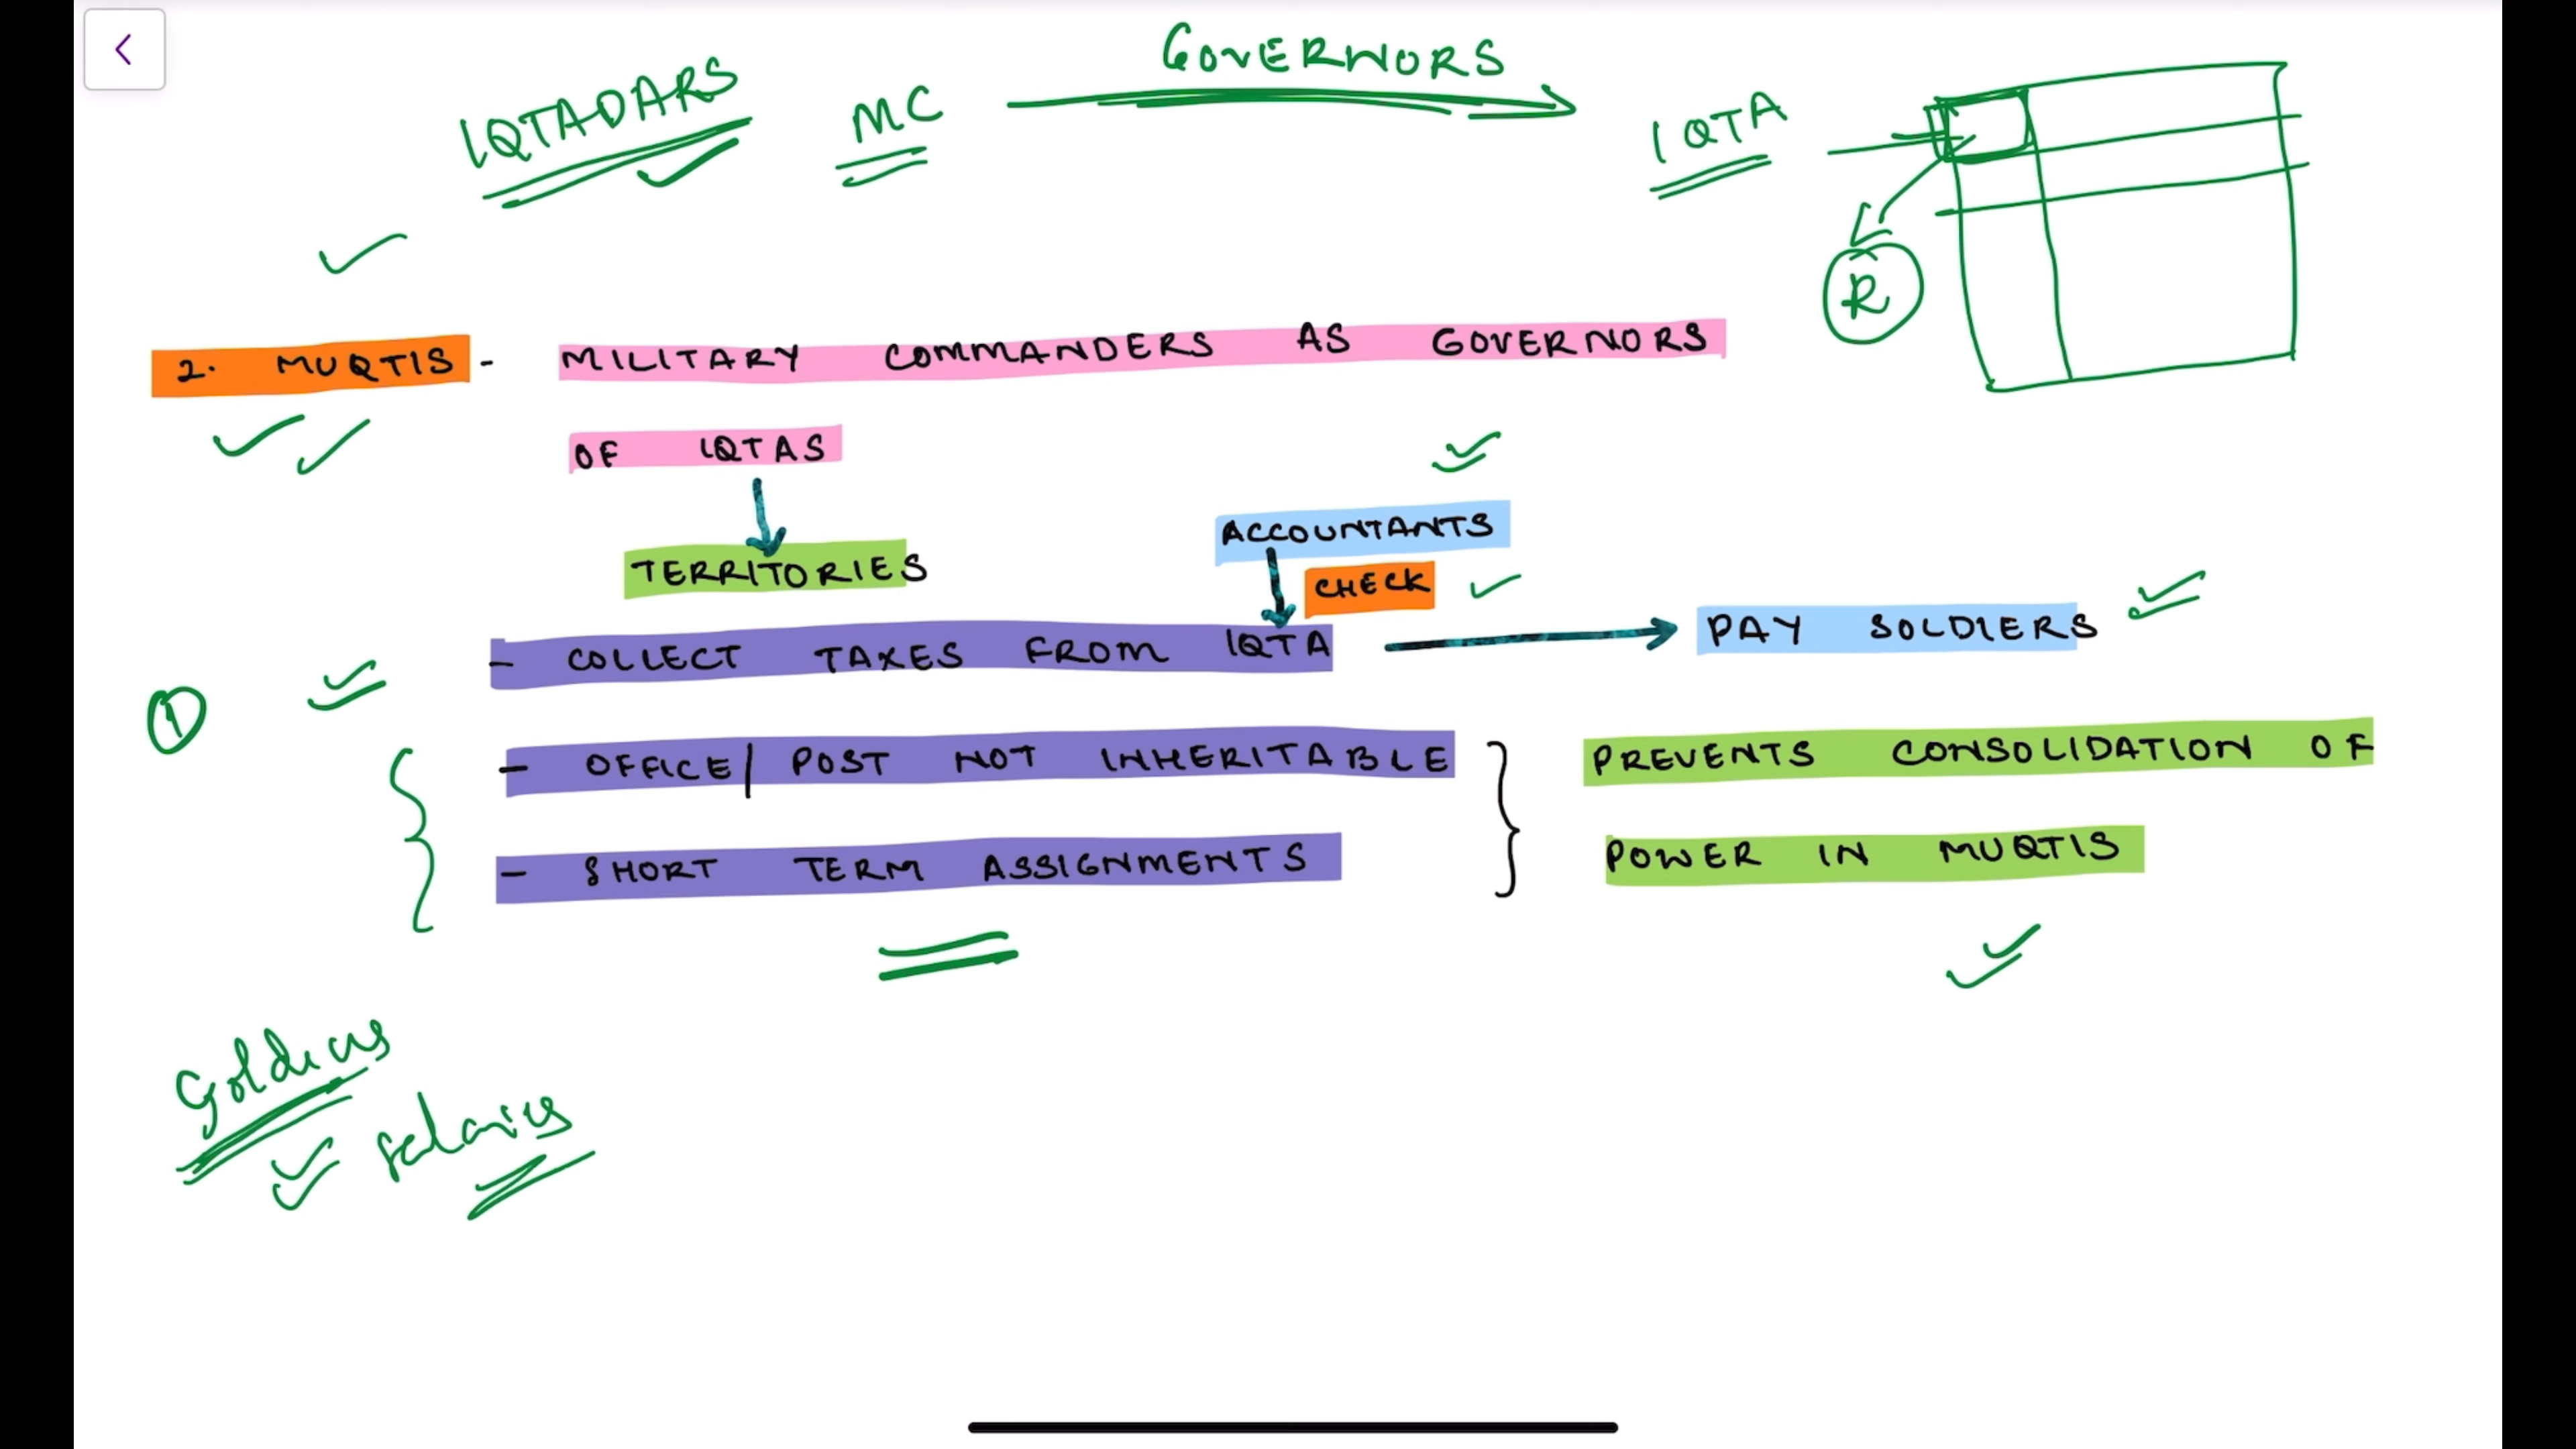 GOVERNORS
IQTADARS
MC
IQTA
R
2. MUQTIS - MILITARY COMMANDERS AS GOVERNORS
OF IQTAS
TERRITORIES
ACCOUNTANTS
CHECK
- COLLECT TAXES FROM IQTA
PAY SOLDIERS
1
- OFFICE/ POST NOT INHERITABLE
- SHORT TERM ASSIGNMENTS
PREVENTS CONSOLIDATION OF
POWER IN MUQTIS
salaries